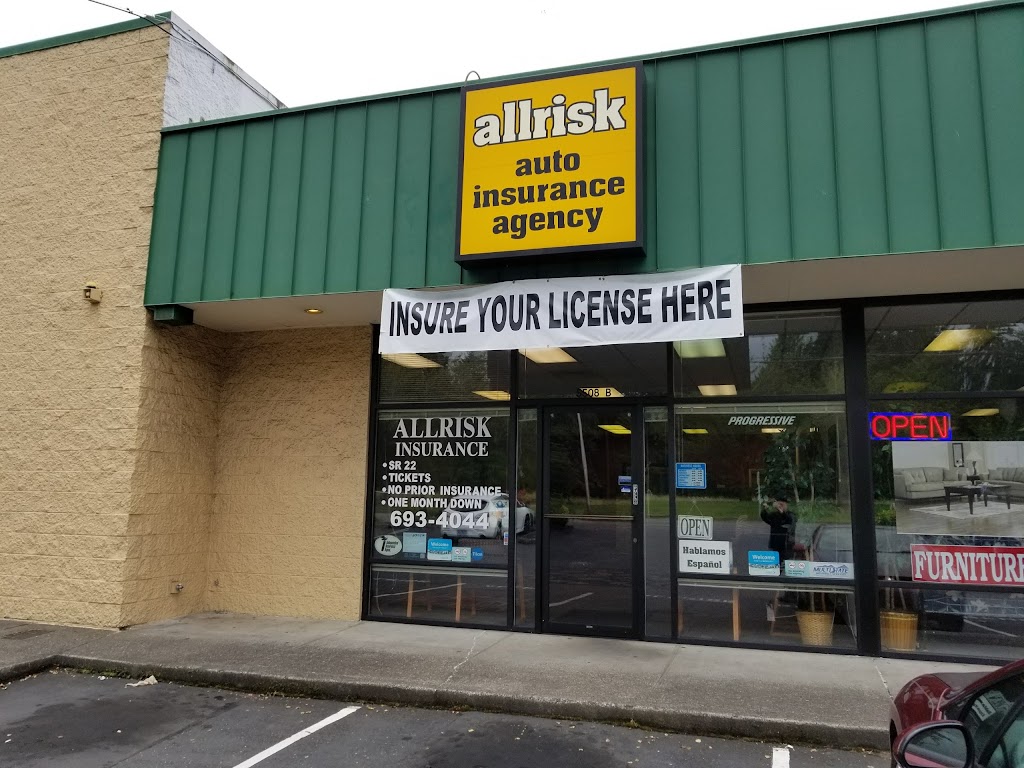 allrisk
auto
insurance
agency
INSURE YOUR LICENSE HERE
508 B
ALLRISK
INSURANCE
• SR 22
• TICKETS
• NO PRIOR INSURANCE
• ONE MONTH DOWN
693-4044
PROGRESSIVE
OPEN
OPEN
Hablamos
Español
Welcome
FURNITURE